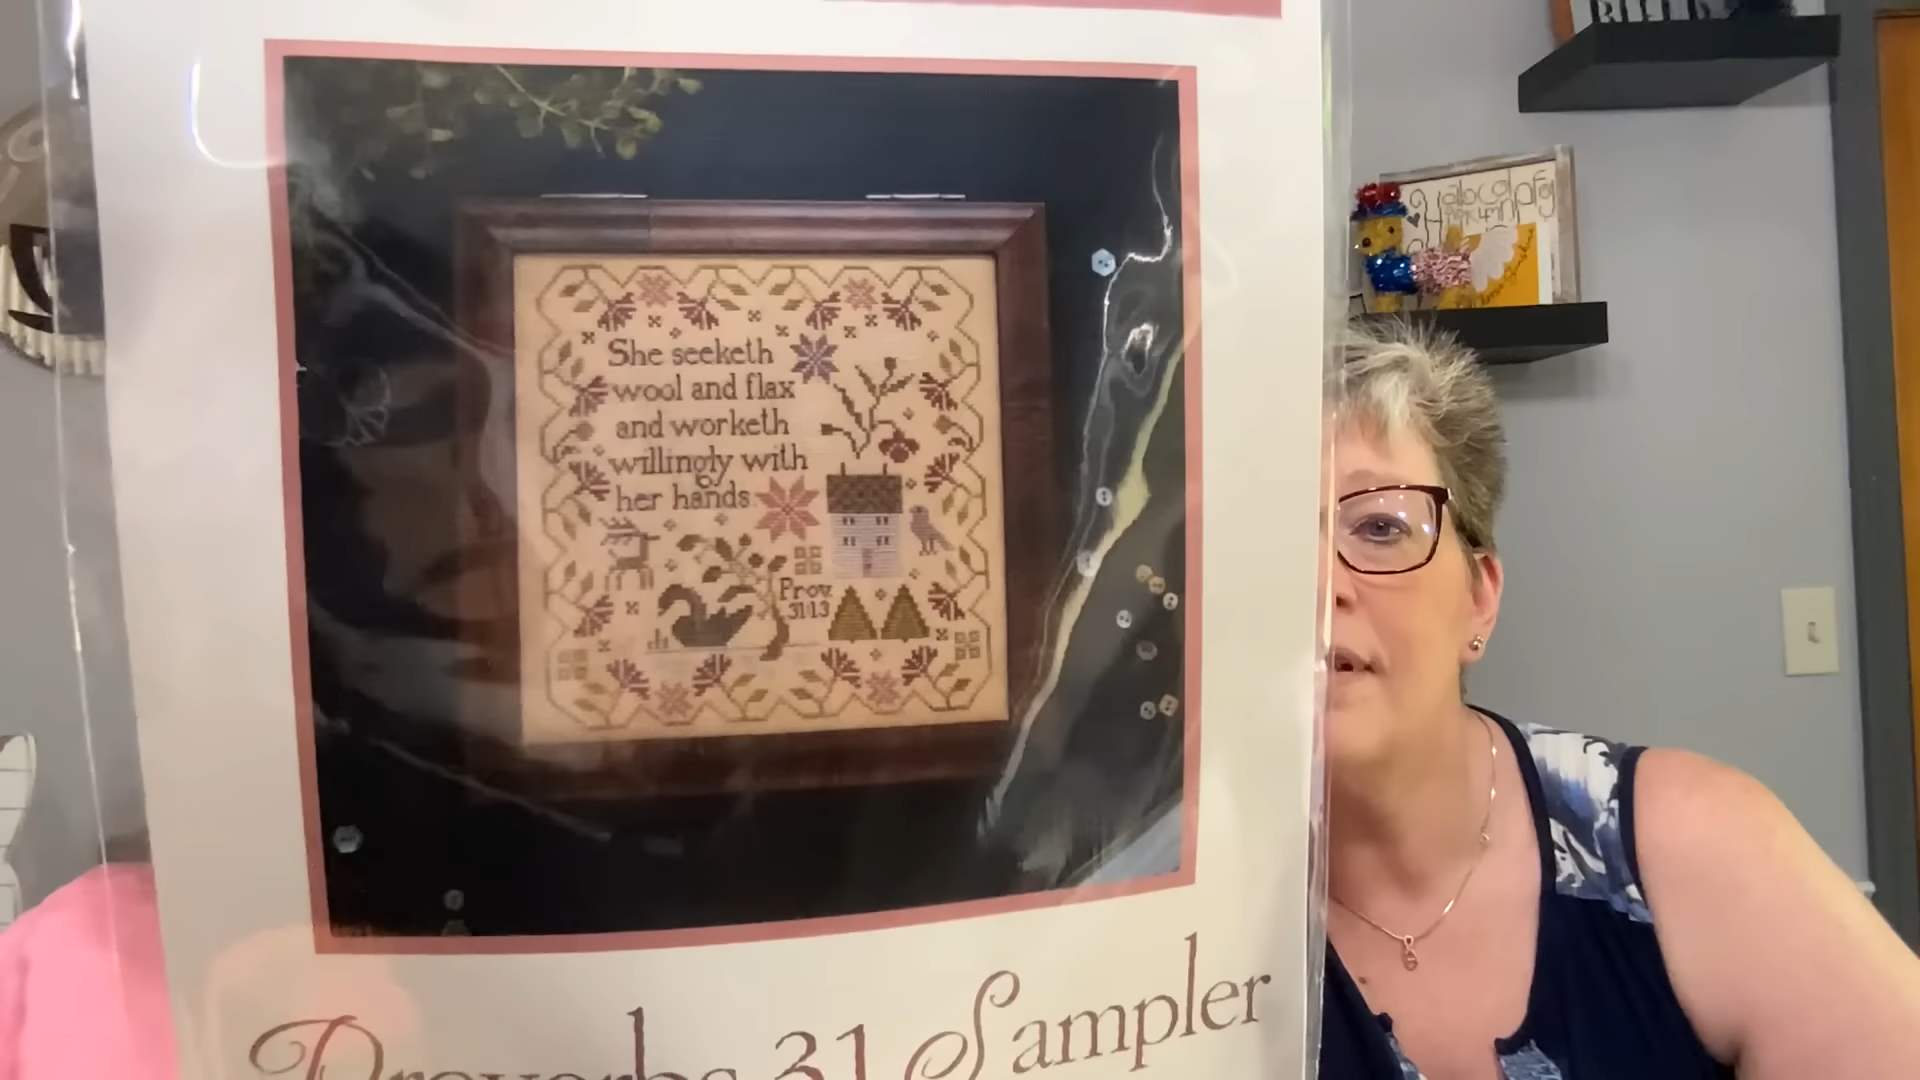 She seeketh
wool and flax
and worketh
willingly with
her hands
Prov.
31:13
Proverbs 31 Sampler